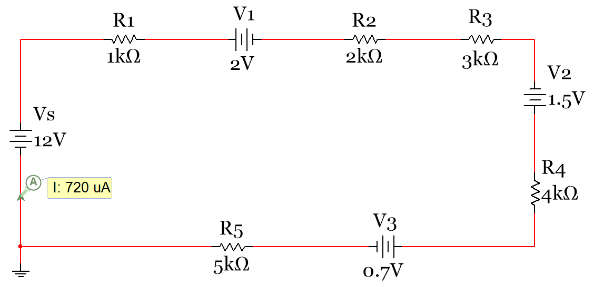 R1
1kΩ
V1
2V
R2
2kΩ
R3
3kΩ
V2
1.5V
Vs
12V
A
I: 720 uA
R4
4kΩ
R5
5kΩ
V3
0.7V